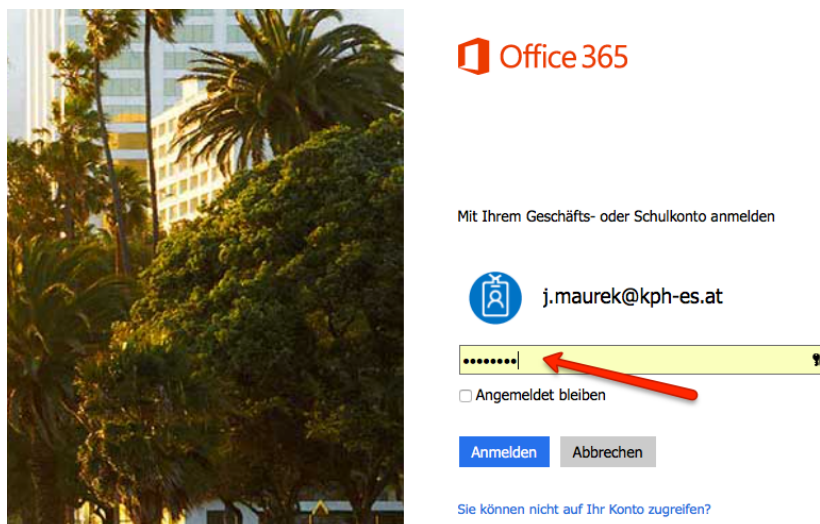 Office 365
Mit Ihrem Geschäfts- oder Schulkonto anmelden
j.maurek@kph-es.at
••••••••
Angemeldet bleiben
Anmelden Abbrechen
Sie können nicht auf Ihr Konto zugreifen?